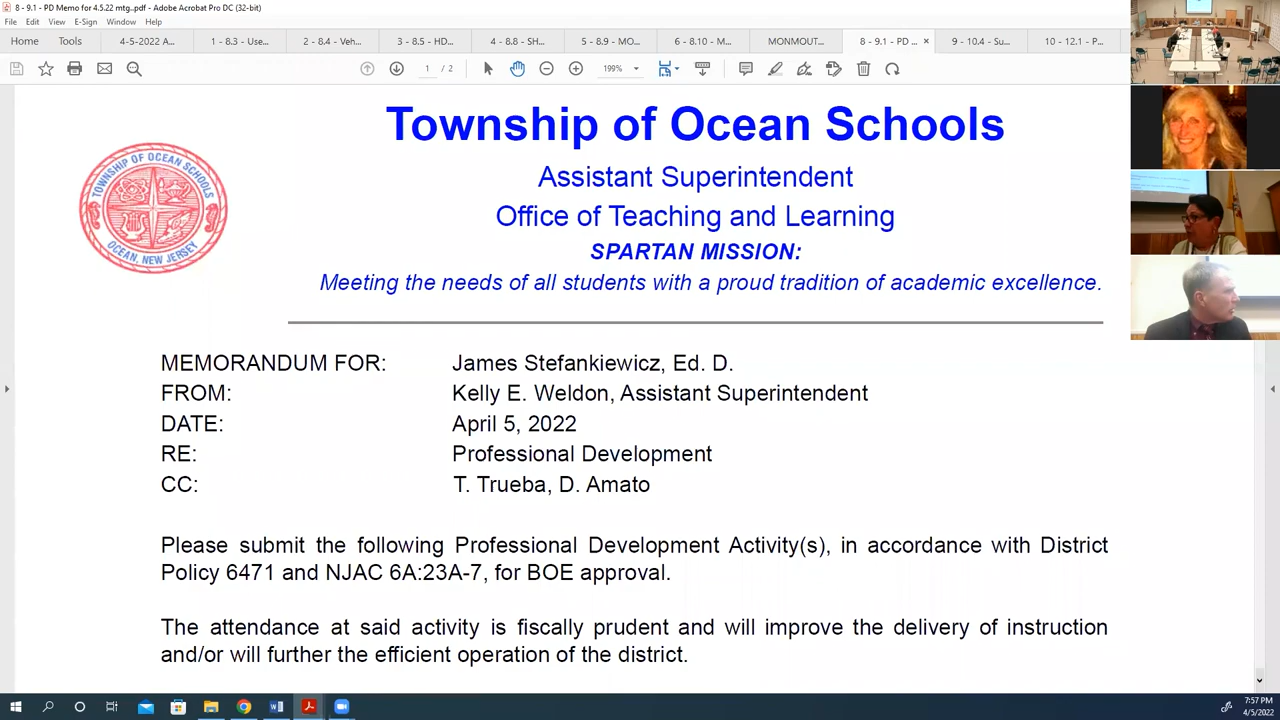 8 - 9.1 - PD Memo for 4.5.22 mtg..pdf - Adobe Acrobat Pro DC (32-bit)
File Edit View E-Sign Window Help
Home Tools 4-5-2022 A... 1 - 8.3 - Use... 2 - 8.4 - Veh... 3 - 8.5 - HD... 4 - 8.8 - SH... 5 - 8.9 - MO... 6 - 8.10 - M... MONMOUT... 8 - 9.1 - PD ... × 9 - 10.4 - Su... 10 - 12.1 - P...
1 / 2 199%
Township of Ocean Schools
Assistant Superintendent
Office of Teaching and Learning
SPARTAN MISSION:
Meeting the needs of all students with a proud tradition of academic excellence.
TOWNSHIP OF OCEAN SCHOOLS
OCEAN, NEW JERSEY
MEMORANDUM FOR: James Stefankiewicz, Ed. D.
FROM: Kelly E. Weldon, Assistant Superintendent
DATE: April 5, 2022
RE: Professional Development
CC: T. Trueba, D. Amato
Please submit the following Professional Development Activity(s), in accordance with District
Policy 6471 and NJAC 6A:23A-7, for BOE approval.
The attendance at said activity is fiscally prudent and will improve the delivery of instruction
and/or will further the efficient operation of the district.
7:57 PM
4/5/2022